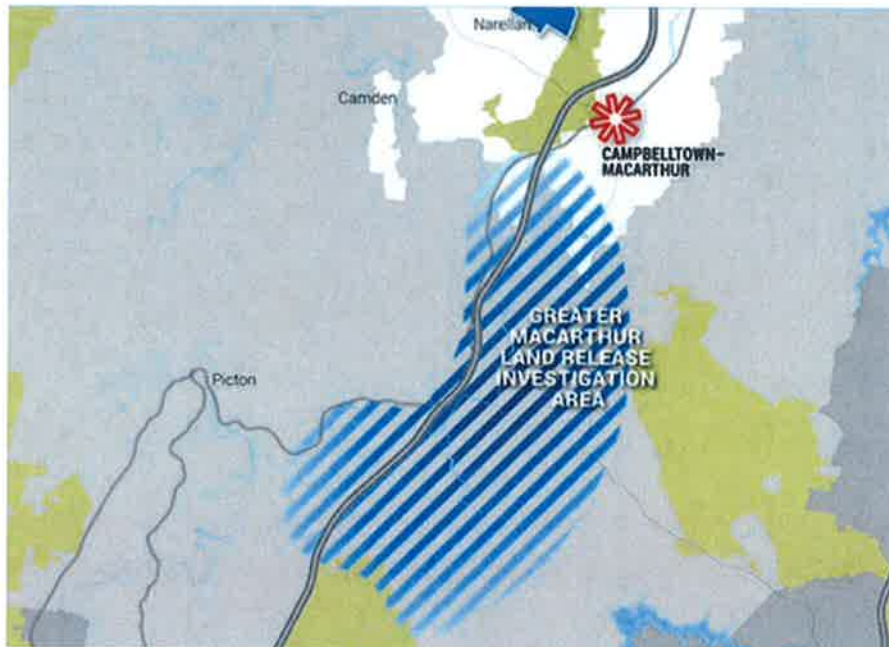 Narellan
Camden
CAMPBELLTOWN-
MACARTHUR
GREATER
MACARTHUR
LAND RELEASE
INVESTIGATION
AREA
Picton